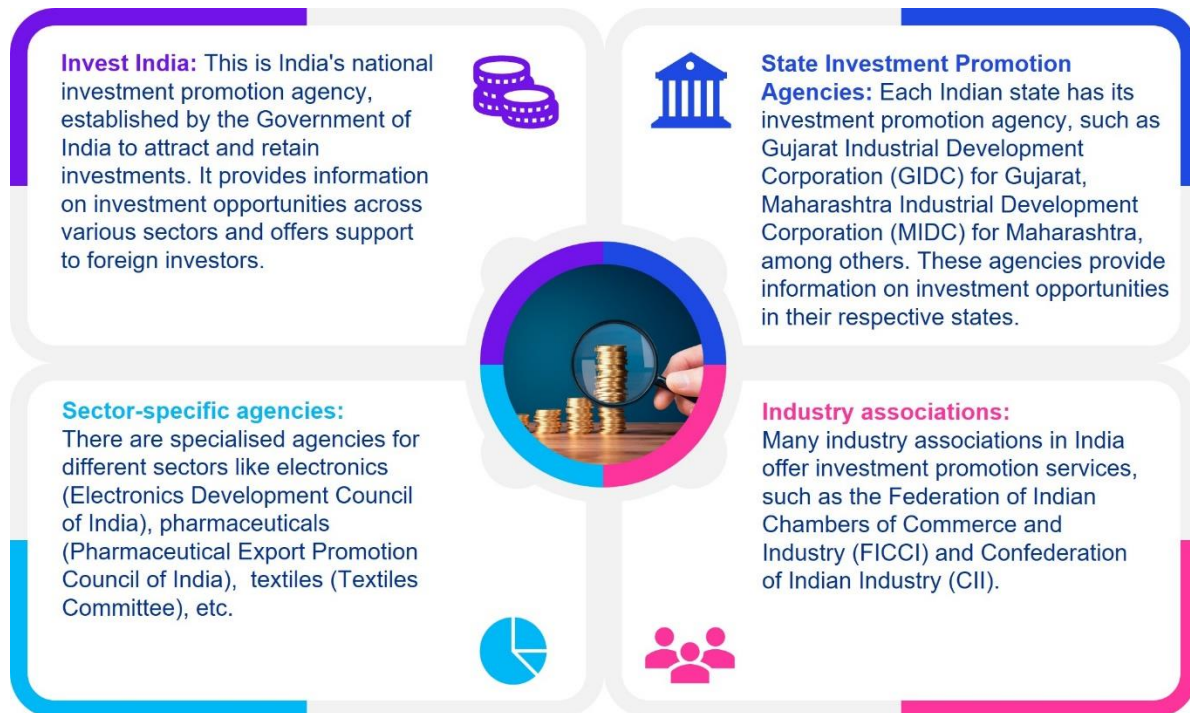 Invest India: This is India's national
investment promotion agency,
established by the Government of
India to attract and retain
investments. It provides information
on investment opportunities across
various sectors and offers support
to foreign investors.
State Investment Promotion
Agencies: Each Indian state has its
investment promotion agency, such as
Gujarat Industrial Development
Corporation (GIDC) for Gujarat,
Maharashtra Industrial Development
Corporation (MIDC) for Maharashtra,
among others. These agencies provide
information on investment opportunities
in their respective states.
Sector-specific agencies:
There are specialised agencies for
different sectors like electronics
(Electronics Development Council
of India), pharmaceuticals
(Pharmaceutical Export Promotion
Council of India),  textiles (Textiles
Committee), etc.
Industry associations:
Many industry associations in India
offer investment promotion services,
such as the Federation of Indian
Chambers of Commerce and
Industry (FICCI) and Confederation
of Indian Industry (CII).